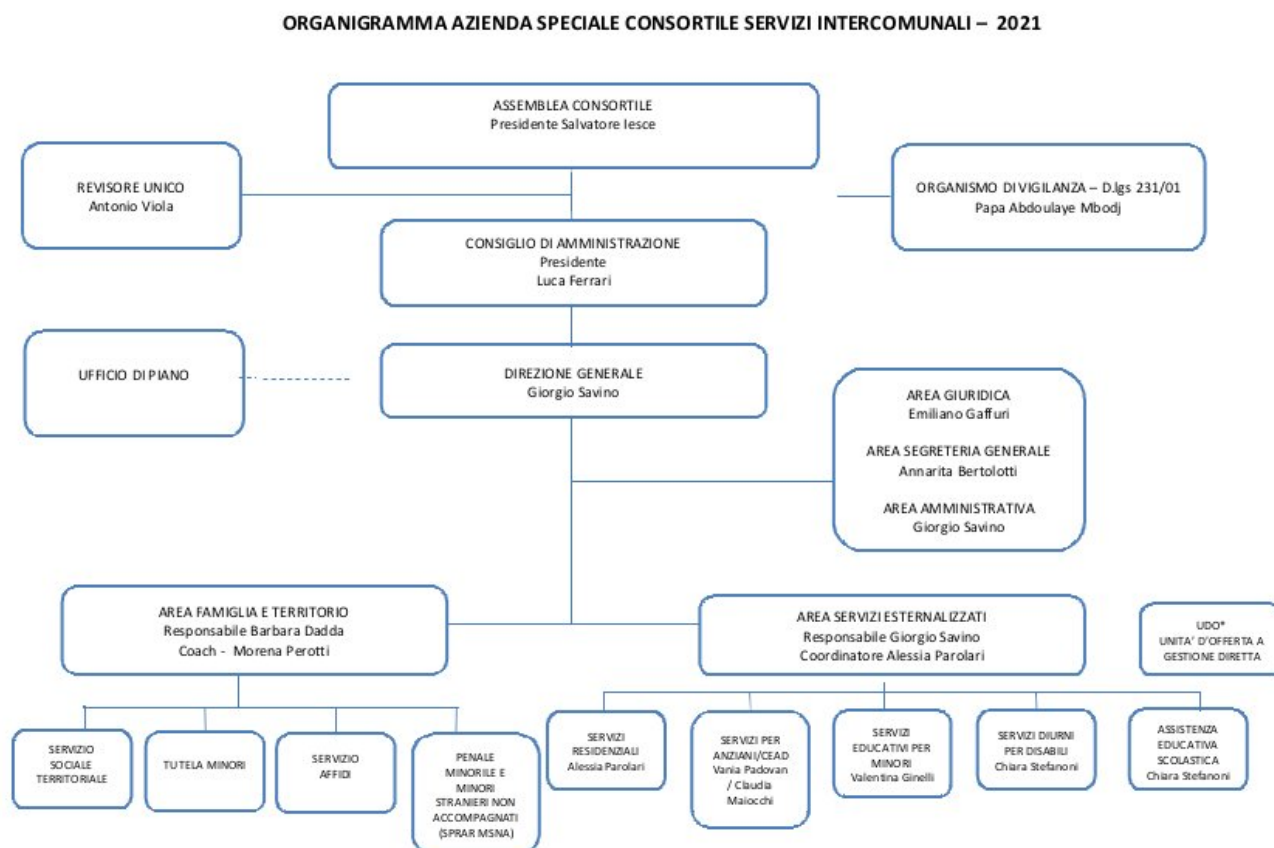 ORGANIGRAMMA AZIENDA SPECIALE CONSORTILE SERVIZI INTERCOMUNALI – 2021
ASSEMBLEA CONSORTILE
Presidente Salvatore Iesce
REVISORE UNICO
Antonio Viola
ORGANISMO DI VIGILANZA – D.lgs 231/01
Papa Abdoulaye Mbodj
CONSIGLIO DI AMMINISTRAZIONE
Presidente
Luca Ferrari
UFFICIO DI PIANO
DIREZIONE GENERALE
Giorgio Savino
AREA GIURIDICA
Emiliano Gaffuri
AREA SEGRETERIA GENERALE
Annarita Bertolotti
AREA AMMINISTRATIVA
Giorgio Savino
AREA FAMIGLIA E TERRITORIO
Responsabile Barbara Dadda
Coach - Morena Perotti
AREA SERVIZI ESTERNALIZZATI
Responsabile Giorgio Savino
Coordinatore Alessia Parolari
UDO*
UNITA' D'OFFERTA A
GESTIONE DIRETTA
SERVIZIO
SOCIALE
TERRITORIALE
TUTELA MINORI
SERVIZIO
AFFIDI
PENALE
MINORILE E
MINORI
STRANIERI NON
ACCOMPAGNATI
(SPRAR MSNA)
SERVIZI
RESIDENZIALI
Alessia Parolari
SERVIZI PER
ANZIANI/CEAD
Vania Padovan
/ Claudia
Maiocchi
SERVIZI
EDUCATIVI PER
MINORI
Valentina Ginelli
SERVIZI DIURNI
PER DISABILI
Chiara Stefanoni
ASSISTENZA
EDUCATIVA
SCOLASTICA
Chiara Stefanoni